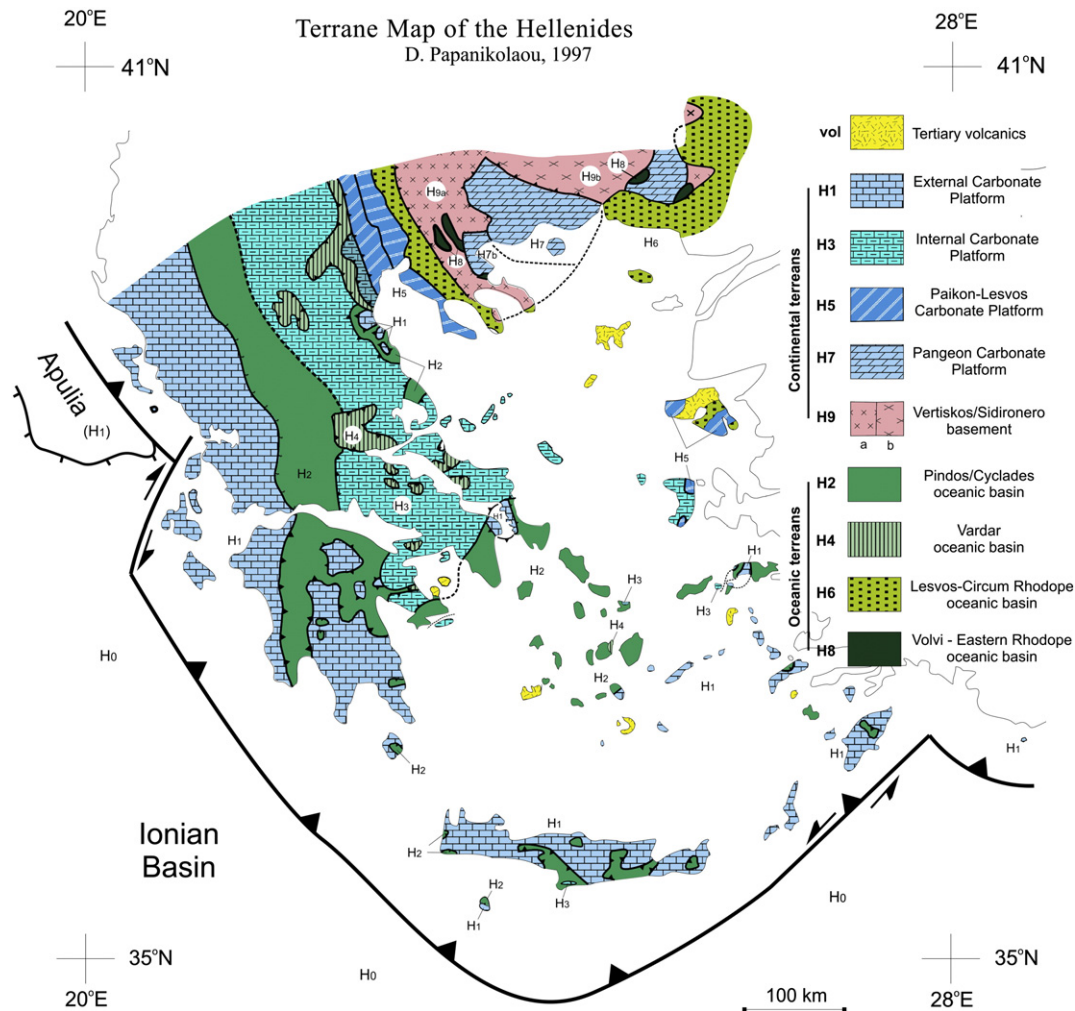 Terrane Map of the Hellenides
D. Papanikolaou, 1997
20°E
28°E
41°N
41°N
vol
Tertiary volcanics
Continental terreans
H1
External Carbonate
Platform
H3
Internal Carbonate
Platform
H5
Paikon-Lesvos
Carbonate Platform
H7
Pangeon Carbonate
Platform
H9
Vertiskos/Sidironero
basement
a
b
Oceanic terreans
H2
Pindos/Cyclades
oceanic basin
H4
Vardar
oceanic basin
H6
Lesvos-Circum Rhodope
oceanic basin
H8
Volvi - Eastern Rhodope
oceanic basin
H8
H9b
H9a
H7
H6
H8
H7b
H5
H1
H2
Apulia
(H1)
H4
H2
H5
H3
H1
H1
H2
H1
H3
H3
H4
H0
H2
H1
H2
H1
H1
Ionian
Basin
H1
H2
H2
H3
H1
H0
H0
35°N
35°N
20°E
28°E
100 km